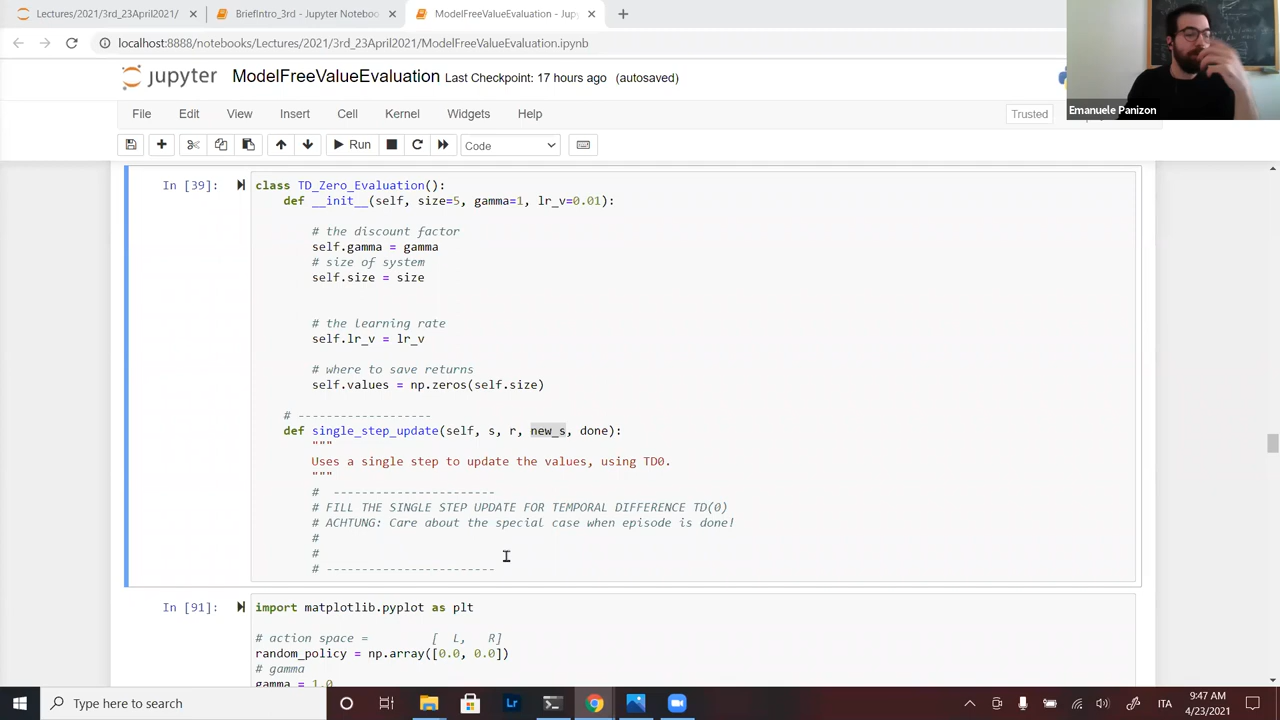 Lectures/2021/3rd_23April2021/
BriefIntro_3rd - Jupyter Noteboo
ModelFreeValueEvaluation - Jup
localhost:8888/notebooks/Lectures/2021/3rd_23April2021/ModelFreeValueEvaluation.ipynb
jupyter ModelFreeValueEvaluation Last Checkpoint: 17 hours ago (autosaved)
Emanuele Panizon
File Edit View Insert Cell Kernel Widgets Help Trusted
Run Code
In [39]: class TD_Zero_Evaluation():
def __init__(self, size=5, gamma=1, lr_v=0.01):
# the discount factor
self.gamma = gamma
# size of system
self.size = size
# the learning rate
self.lr_v = lr_v
# where to save returns
self.values = np.zeros(self.size)
# ------------------
def single_step_update(self, s, r, new_s, done):
"""
Uses a single step to update the values, using TD0.
"""
# -----------------------
# FILL THE SINGLE STEP UPDATE FOR TEMPORAL DIFFERENCE TD(0)
# ACHTUNG: Care about the special case when episode is done!
#
#
# ------------------------
In [91]: import matplotlib.pyplot as plt
# action space = [ L, R]
random_policy = np.array([0.0, 0.0])
# gamma
gamma = 1.0
Type here to search
ITA
9:47 AM
4/23/2021